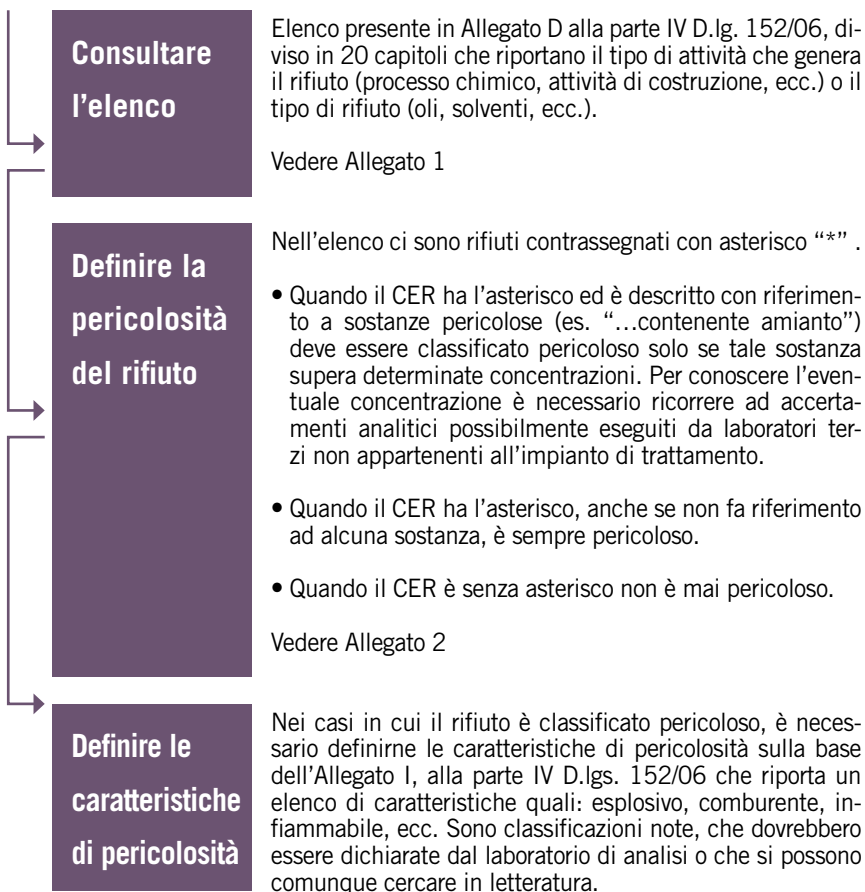 Consultare
l’elenco
Elenco presente in Allegato D alla parte IV D.lg. 152/06, di-
viso in 20 capitoli che riportano il tipo di attività che genera
il rifiuto (processo chimico, attività di costruzione, ecc.) o il
tipo di rifiuto (oli, solventi, ecc.).
Vedere Allegato 1
Definire la
pericolosità
del rifiuto
Nell’elenco ci sono rifiuti contrassegnati con asterisco “*” .
• Quando il CER ha l’asterisco ed è descritto con riferimen-
to a sostanze pericolose (es. “…contenente amianto”)
deve essere classificato pericoloso solo se tale sostanza
supera determinate concentrazioni. Per conoscere l’even-
tuale concentrazione è necessario ricorrere ad accerta-
menti analitici possibilmente eseguiti da laboratori ter-
zi non appartenenti all’impianto di trattamento.
• Quando il CER ha l’asterisco, anche se non fa riferimento
ad alcuna sostanza, è sempre pericoloso.
• Quando il CER è senza asterisco non è mai pericoloso.
Vedere Allegato 2
Definire le
caratteristiche
di pericolosità
Nei casi in cui il rifiuto è classificato pericoloso, è neces-
sario definirne le caratteristiche di pericolosità sulla base
dell’Allegato I, alla parte IV D.lgs. 152/06 che riporta un
elenco di caratteristiche quali: esplosivo, comburente, in-
fiammabile, ecc. Sono classificazioni note, che dovrebbero
essere dichiarate dal laboratorio di analisi o che si possono
comunque cercare in letteratura.